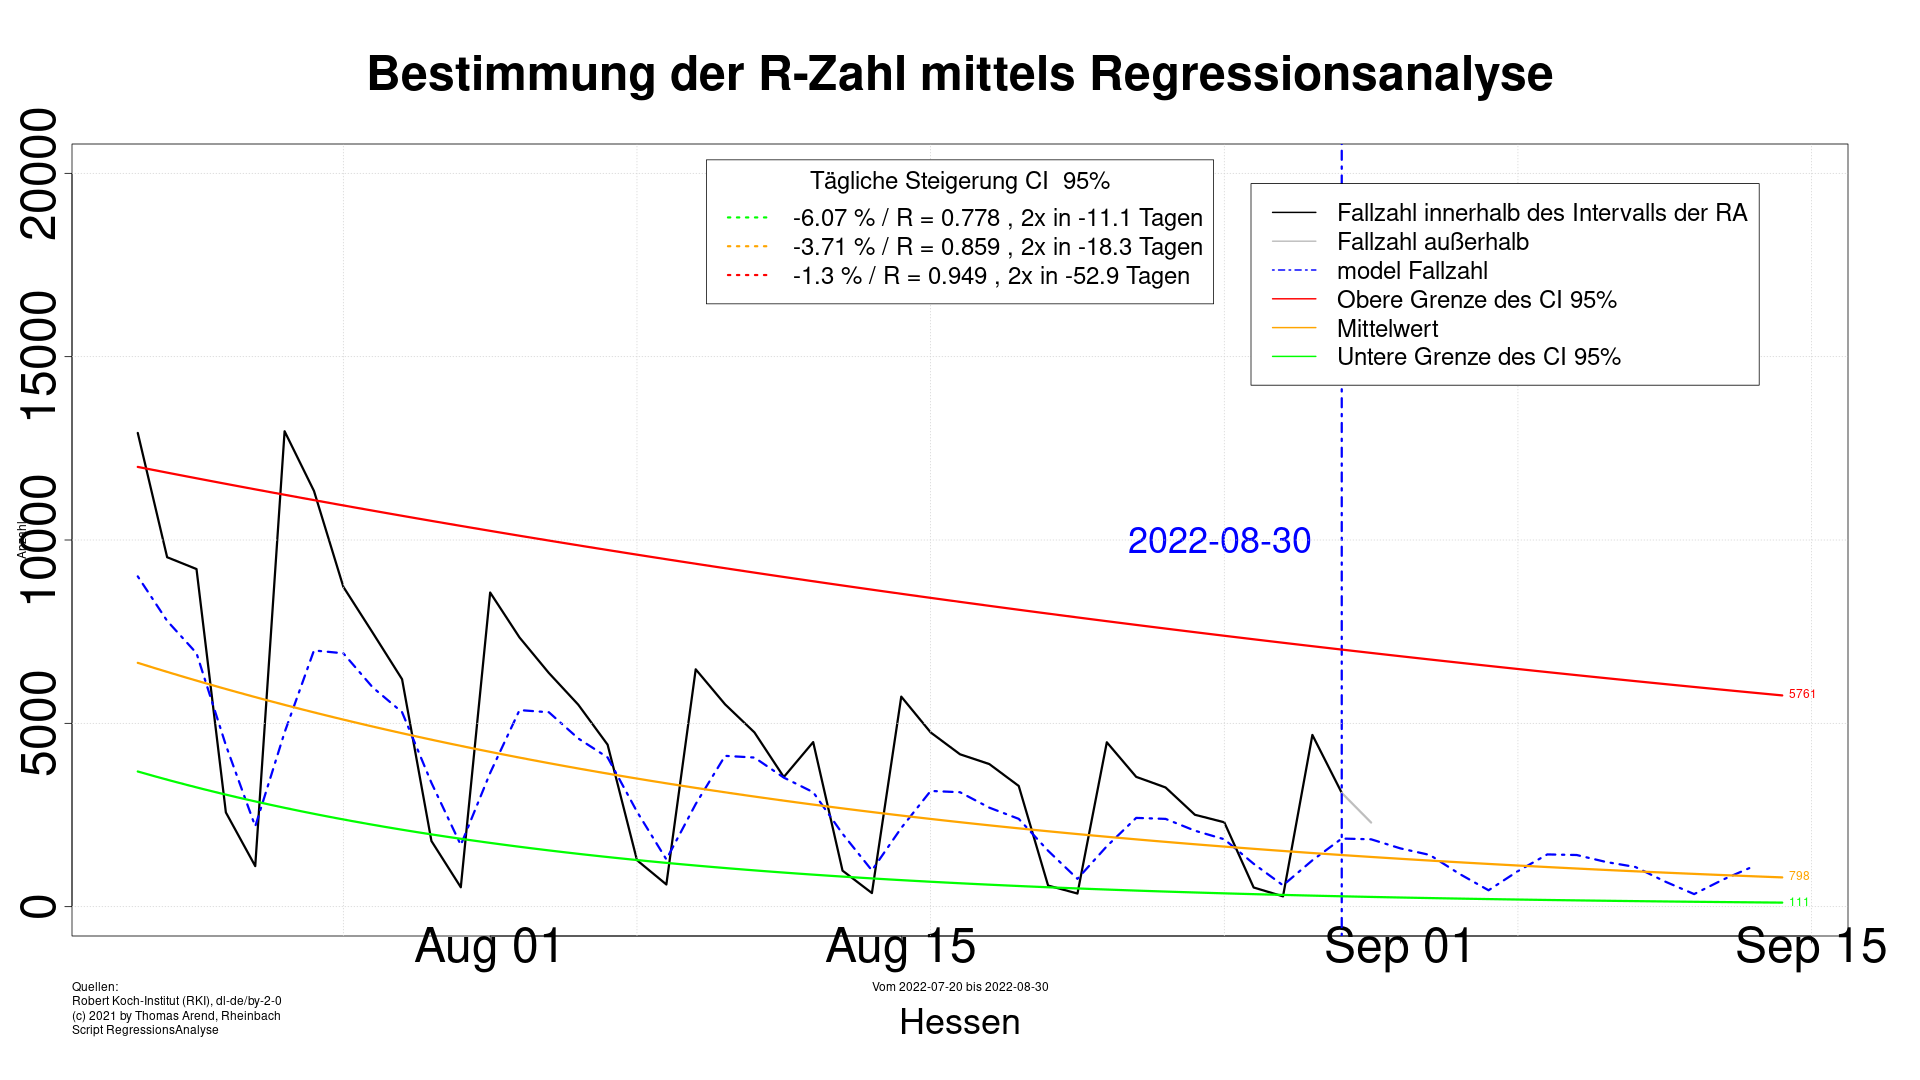 Bestimmung der R-Zahl mittels Regressionsanalyse
Anzahl
20000
15000
10000
5000
0
Tägliche Steigerung CI  95%
-6.07 % / R = 0.778 , 2x in -11.1 Tagen
-3.71 % / R = 0.859 , 2x in -18.3 Tagen
-1.3 % / R = 0.949 , 2x in -52.9 Tagen
Fallzahl innerhalb des Intervalls der RA
Fallzahl außerhalb
model Fallzahl
Obere Grenze des CI 95%
Mittelwert
Untere Grenze des CI 95%
2022-08-30
5761
798
111
Aug 01
Aug 15
Sep 01
Sep 15
Quellen:
Robert Koch-Institut (RKI), dl-de/by-2-0
(c) 2021 by Thomas Arend, Rheinbach
Script RegressionsAnalyse
Vom 2022-07-20 bis 2022-08-30
Hessen